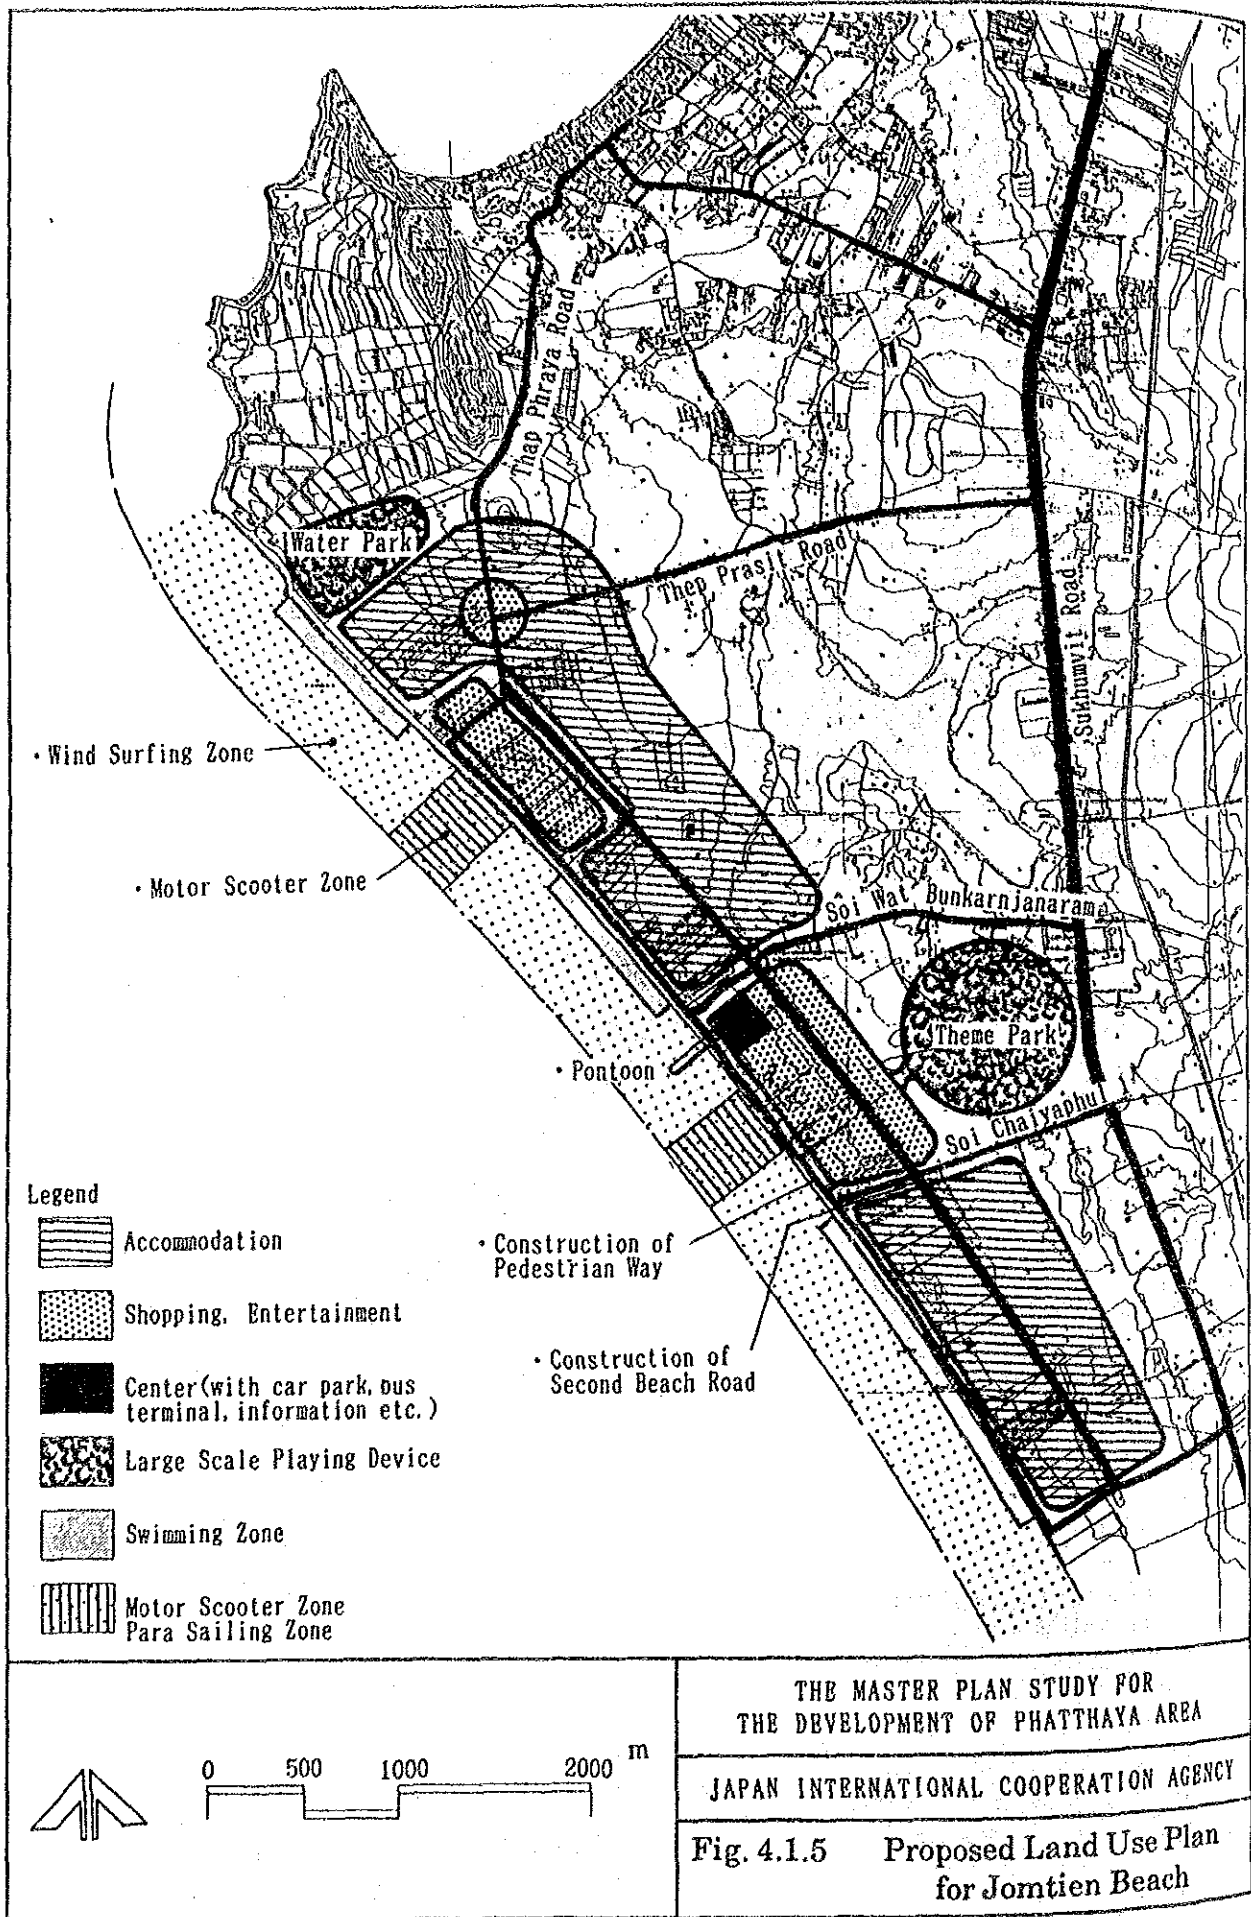 Thap Phraya Road
Water Park
Thep Prasit Road
Sukhumvit Road
• Wind Surfing Zone
• Motor Scooter Zone
Soi Wat Bunkarnjanarama
Theme Park
• Pontoon
Soi Chaiyaphul
• Construction of
Pedestrian Way
• Construction of
Second Beach Road
Legend
Accommodation
Shopping. Entertainment
Center(with car park, bus
terminal, information etc.)
Large Scale Playing Device
Swimming Zone
Motor Scooter Zone
Para Sailing Zone
0 500 1000 2000 m
THE MASTER PLAN STUDY FOR
THE DEVELOPMENT OF PHATTHAYA AREA
JAPAN INTERNATIONAL COOPERATION AGENCY
Fig. 4.1.5 Proposed Land Use Plan
for Jomtien Beach